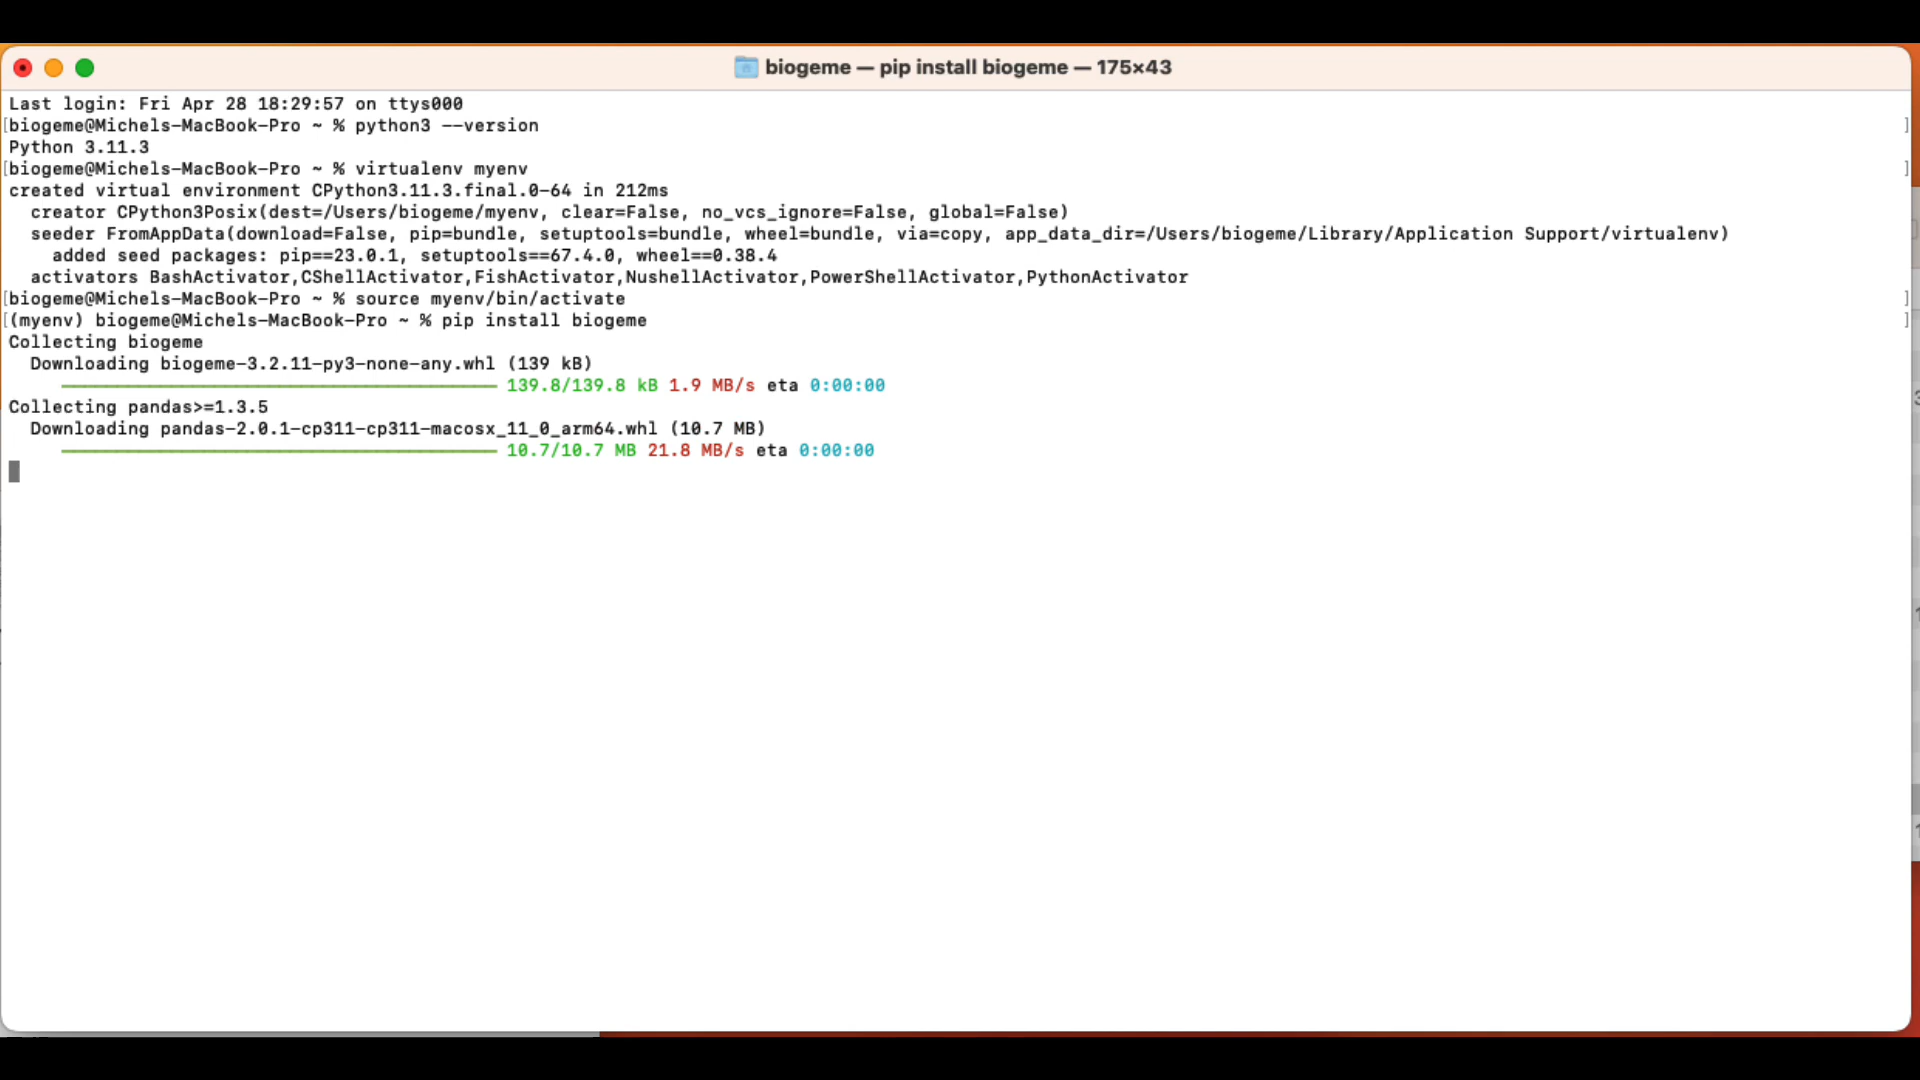 biogeme — pip install biogeme — 175×43
Last login: Fri Apr 28 18:29:57 on ttys000
[biogeme@Michels-MacBook-Pro ~ % python3 --version ]
Python 3.11.3
[biogeme@Michels-MacBook-Pro ~ % virtualenv myenv ]
created virtual environment CPython3.11.3.final.0-64 in 212ms
  creator CPython3Posix(dest=/Users/biogeme/myenv, clear=False, no_vcs_ignore=False, global=False)
  seeder FromAppData(download=False, pip=bundle, setuptools=bundle, wheel=bundle, via=copy, app_data_dir=/Users/biogeme/Library/Application Support/virtualenv)
    added seed packages: pip==23.0.1, setuptools==67.4.0, wheel==0.38.4
  activators BashActivator,CShellActivator,FishActivator,NushellActivator,PowerShellActivator,PythonActivator
[biogeme@Michels-MacBook-Pro ~ % source myenv/bin/activate ]
[(myenv) biogeme@Michels-MacBook-Pro ~ % pip install biogeme ]
Collecting biogeme
  Downloading biogeme-3.2.11-py3-none-any.whl (139 kB)
     ━━━━━━━━━━━━━━━━━━━━━━━━━━━━━━━━━━━━━━━━ 139.8/139.8 kB 1.9 MB/s eta 0:00:00
Collecting pandas>=1.3.5
  Downloading pandas-2.0.1-cp311-cp311-macosx_11_0_arm64.whl (10.7 MB)
     ━━━━━━━━━━━━━━━━━━━━━━━━━━━━━━━━━━━━━━━━ 10.7/10.7 MB 21.8 MB/s eta 0:00:00